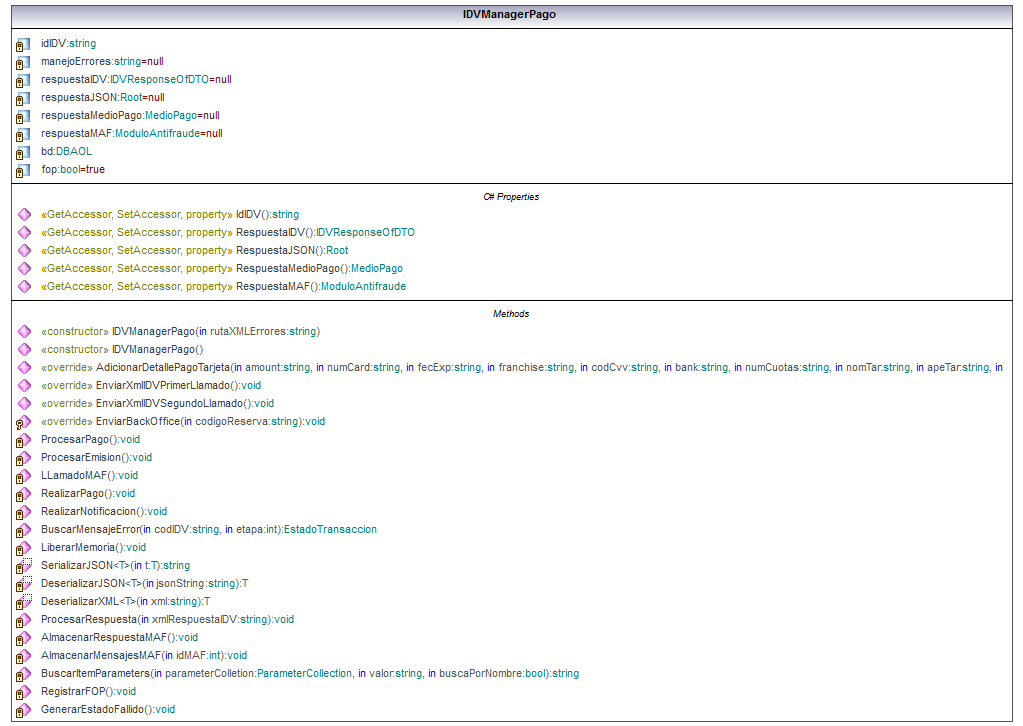 IDVManagerPago
idIDV:string
manejoErrores:string=null
respuestaIDV:IDVResponseOfDTO=null
respuestaJSON:Root=null
respuestaMedioPago:MedioPago=null
respuestaMAF:ModuloAntifraude=null
bd:DBAOL
fop:bool=true
C# Properties
«GetAccessor, SetAccessor, property» IdIDV():string
«GetAccessor, SetAccessor, property» RespuestaIDV():IDVResponseOfDTO
«GetAccessor, SetAccessor, property» RespuestaJSON():Root
«GetAccessor, SetAccessor, property» RespuestaMedioPago():MedioPago
«GetAccessor, SetAccessor, property» RespuestaMAF():ModuloAntifraude
Methods
«constructor» IDVManagerPago(in rutaXMLErrores:string)
«constructor» IDVManagerPago()
«override» AdicionarDetallePagoTarjeta(in amount:string, in numCard:string, in fecExp:string, in franchise:string, in codCvv:string, in bank:string, in numCuotas:string, in nomTar:string, in apeTar:string, in
«override» EnviarXmlIDVPrimerLlamado():void
«override» EnviarXmlIDVSegundoLlamado():void
«override» EnviarBackOffice(in codigoReserva:string):void
ProcesarPago():void
ProcesarEmision():void
LLamadoMAF():void
RealizarPago():void
RealizarNotificacion():void
BuscarMensajeError(in codIDV:string, in etapa:int):EstadoTransaccion
LiberarMemoria():void
SerializarJSON<T>(in t:T):string
DeserializarJSON<T>(in jsonString:string):T
DeserializarXML<T>(in xml:string):T
ProcesarRespuesta(in xmlRespuestaIDV:string):void
AlmacenarRespuestaMAF():void
AlmacenarMensajesMAF(in idMAF:int):void
BuscarItemParameters(in parameterColletion:ParameterCollection, in valor:string, in buscaPorNombre:bool):string
RegistrarFOP():void
GenerarEstadoFallido():void